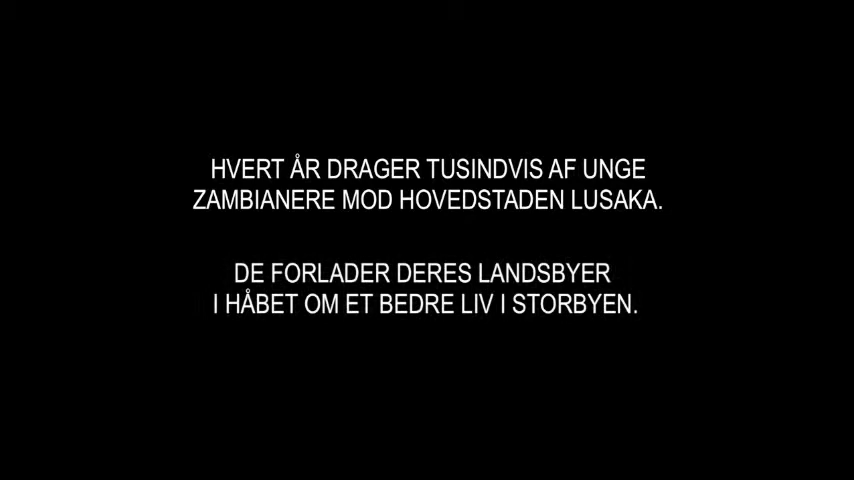 HVERT ÅR DRAGER TUSINDVIS AF UNGE
ZAMBIANERE MOD HOVEDSTADEN LUSAKA.
DE FORLADER DERES LANDSBYER
I HÅBET OM ET BEDRE LIV I STORBYEN.